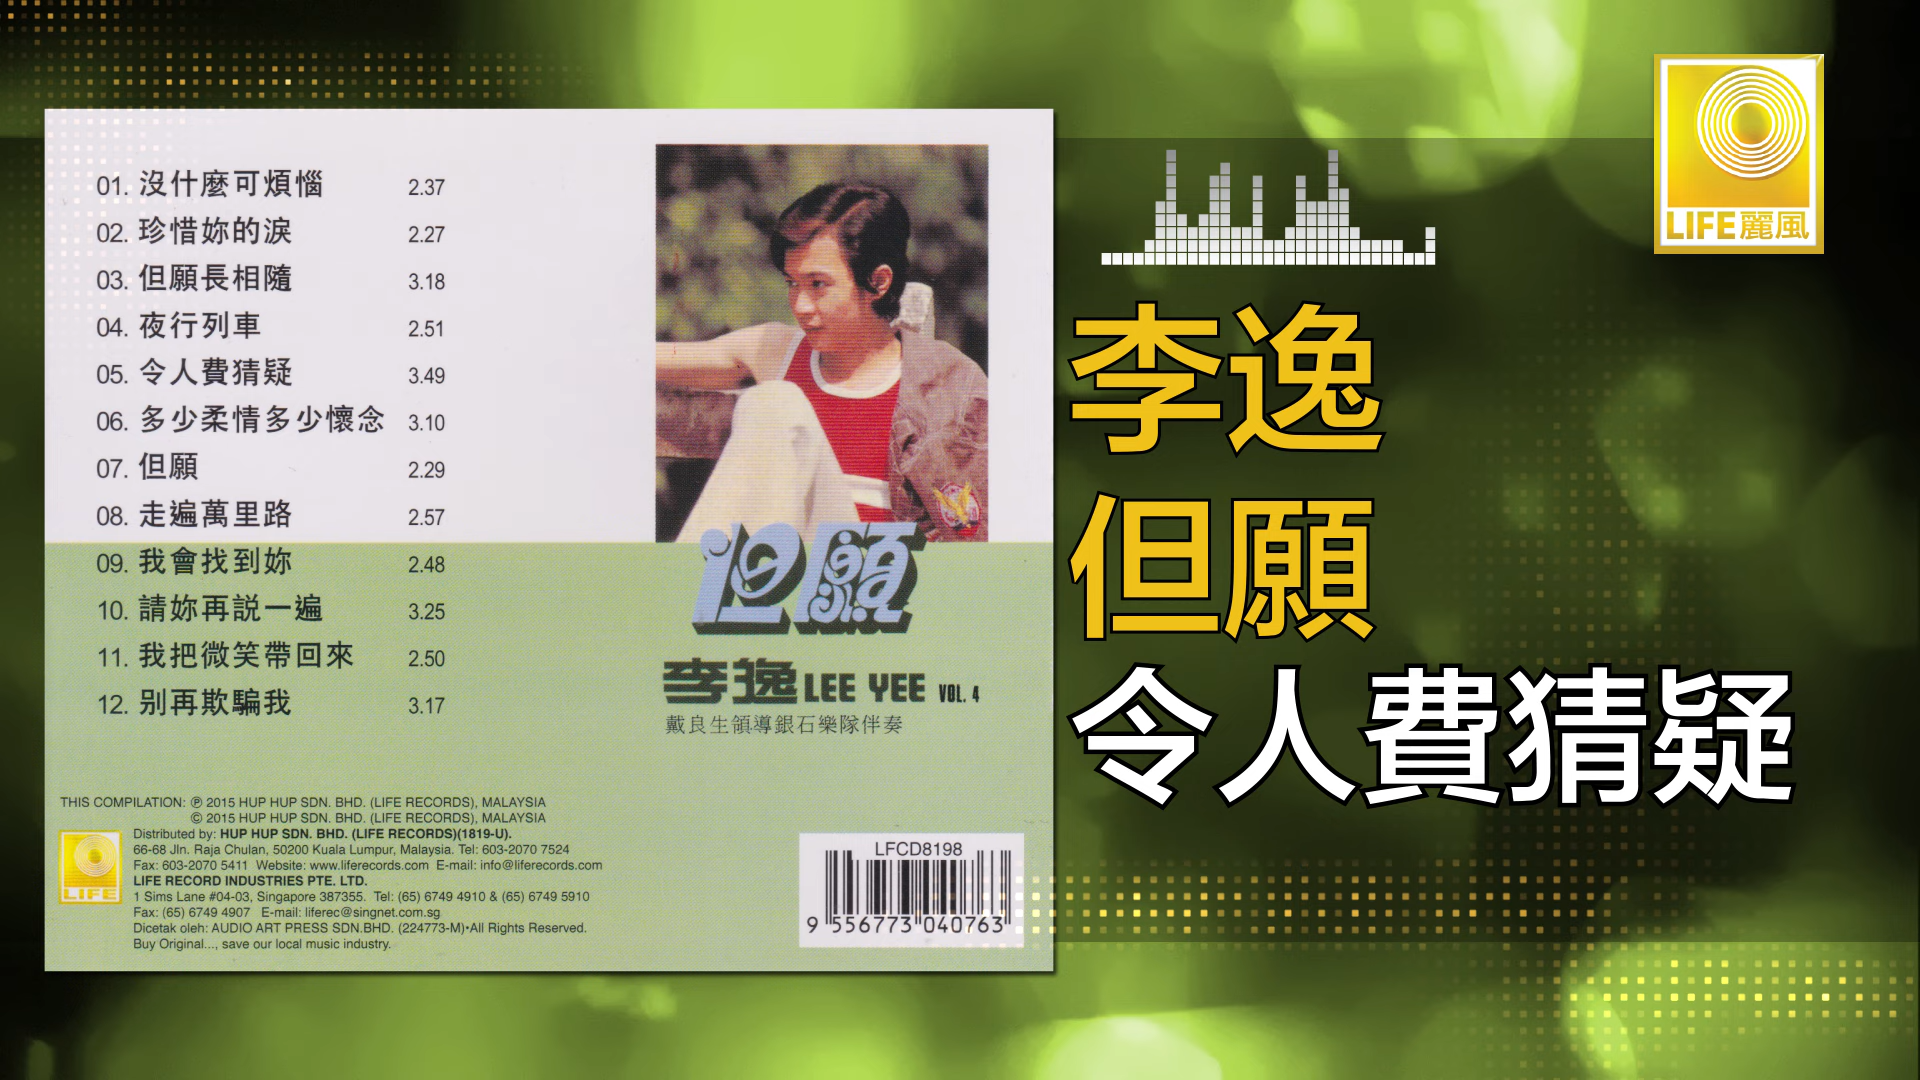 01. 沒什麼可煩惱 2.37
02. 珍惜妳的淚 2.27
03. 但願長相隨 3.18
04. 夜行列車 2.51
05. 令人費猜疑 3.49
06. 多少柔情多少懷念 3.10
07. 但願 2.29
08. 走遍萬里路 2.57
09. 我會找到妳 2.48
10. 請妳再説一遍 3.25
11. 我把微笑帶回來 2.50
12. 别再欺騙我 3.17
但願
李逸 LEE YEE VOL. 4
戴良生領導銀石樂隊伴奏
THIS COMPILATION: ℗ 2015 HUP HUP SDN. BHD. (LIFE RECORDS), MALAYSIA
© 2015 HUP HUP SDN. BHD. (LIFE RECORDS), MALAYSIA
Distributed by: HUP HUP SDN. BHD. (LIFE RECORDS)(1819-U).
66-68 Jln. Raja Chulan, 50200 Kuala Lumpur, Malaysia. Tel: 603-2070 7524
Fax: 603-2070 5411 Website: www.liferecords.com E-mail: info@liferecords.com
LIFE RECORD INDUSTRIES PTE. LTD.
1 Sims Lane #04-03, Singapore 387355. Tel: (65) 6749 4910 & (65) 6749 5910
Fax: (65) 6749 4907 E-mail: liferec@singnet.com.sg
Dicetak oleh: AUDIO ART PRESS SDN.BHD. (224773-M)•All Rights Reserved.
Buy Original..., save our local music industry.
LIFE
LFCD8198
9 556773 040763
LIFE麗風
李逸
但願
令人費猜疑